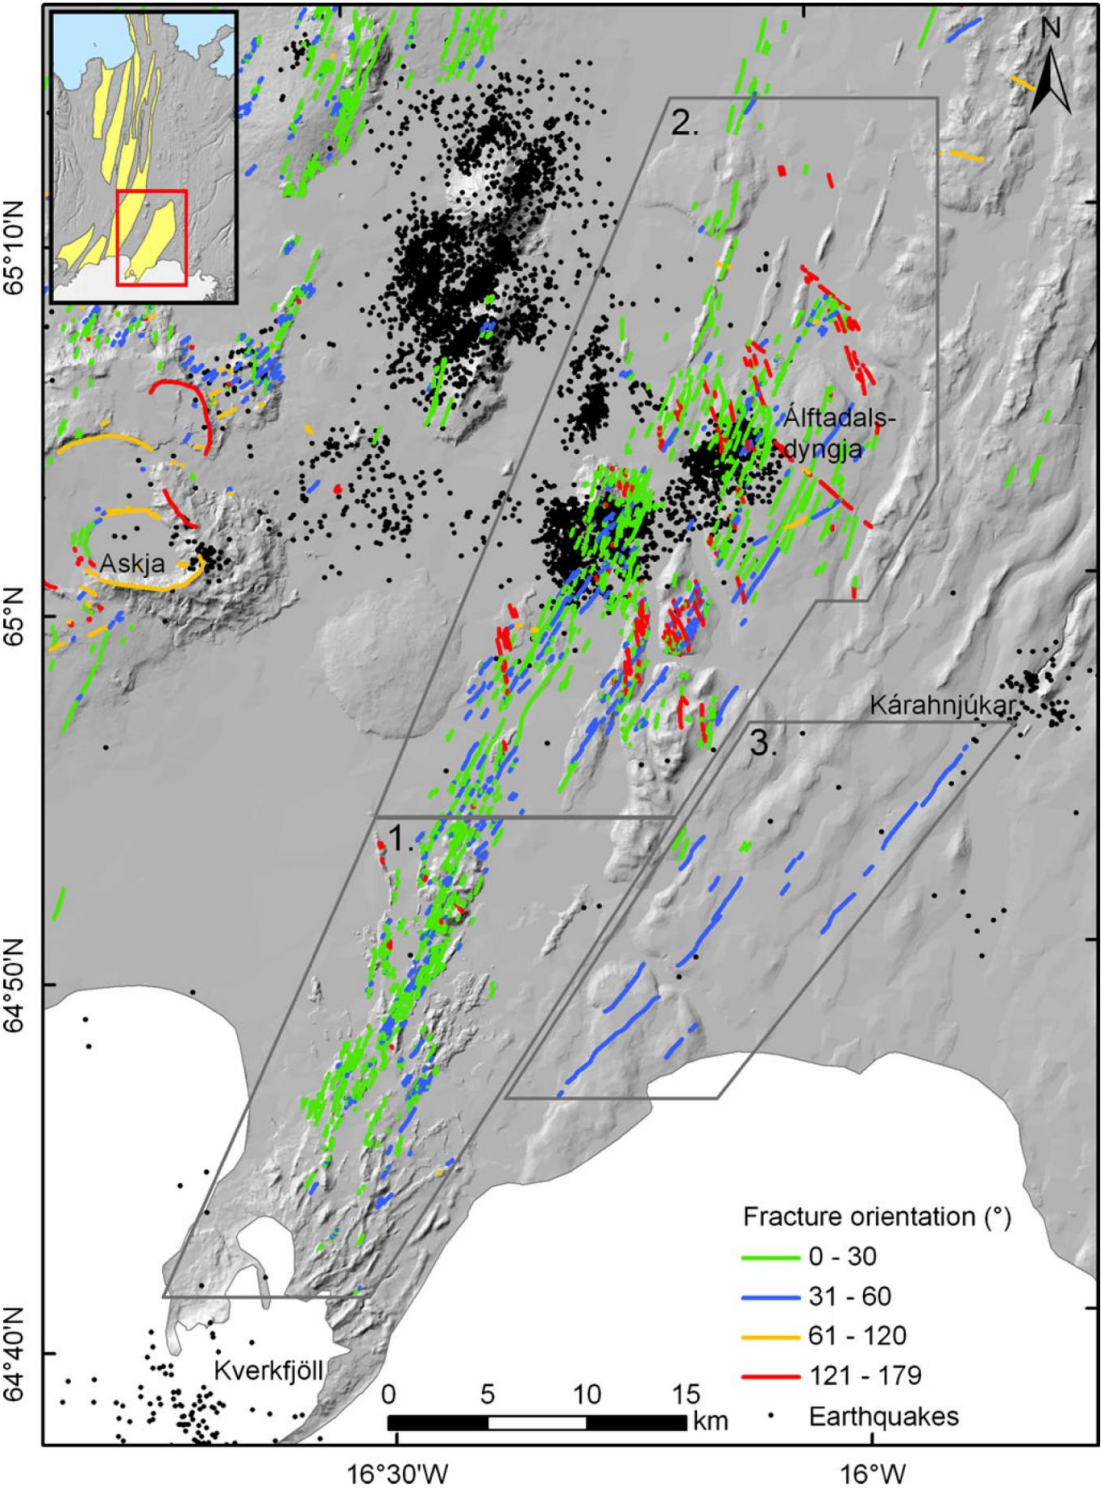 N
2.
65°10'N
Álftadals-
dyngja
Askja
65°N
Kárahnjúkar
3.
1.
64°50'N
Fracture orientation (°)
0 - 30
31 - 60
61 - 120
121 - 179
Earthquakes
64°40'N
Kverkfjöll
0 5 10 15
km
16°30'W 16°W